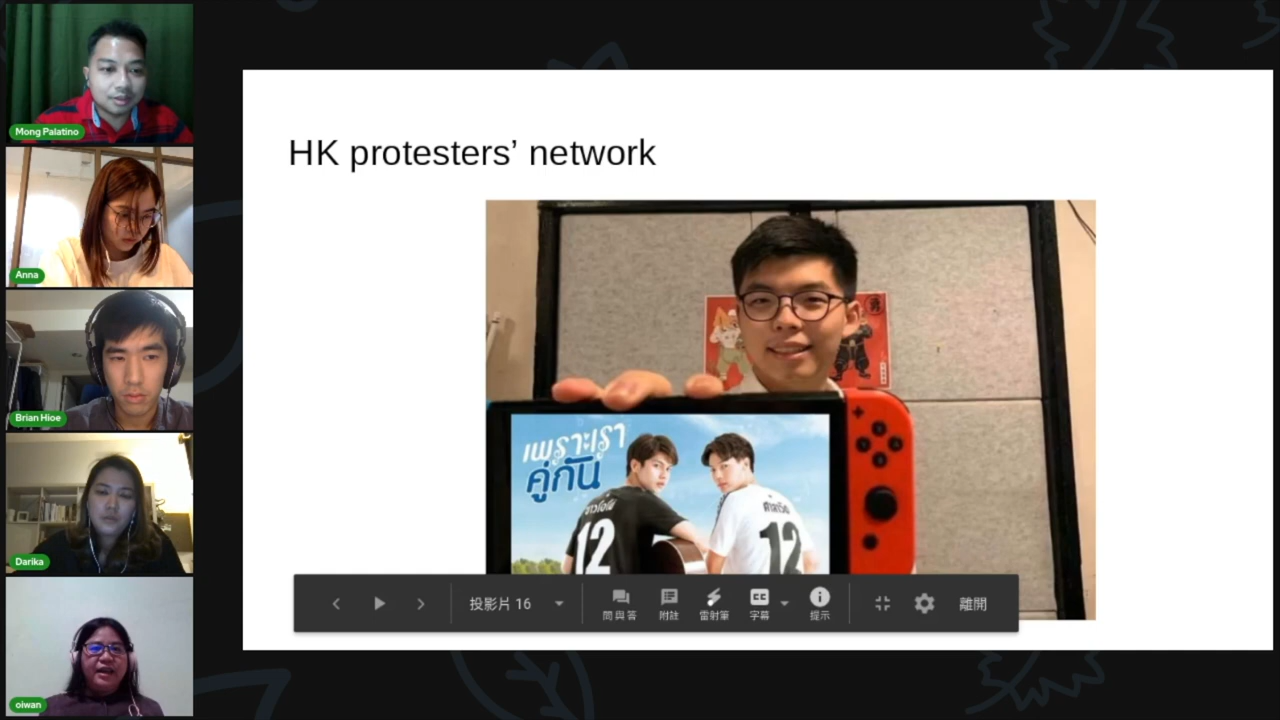 Mong Palatino
Anna
Brian Hioe
Darika
oiwan
HK protesters’ network
เพราะเรา
คู่กัน
12
12
投影片 16
問與答
附註
雷射筆
CC
字幕
提示
離開